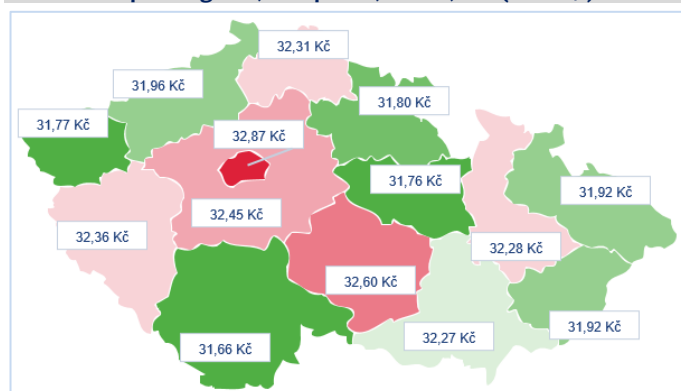 32,31 Kč
31,96 Kč
31,80 Kč
31,77 Kč
32,87 Kč
31,76 Kč
31,92 Kč
32,45 Kč
32,36 Kč
32,28 Kč
32,60 Kč
31,92 Kč
32,27 Kč
31,66 Kč